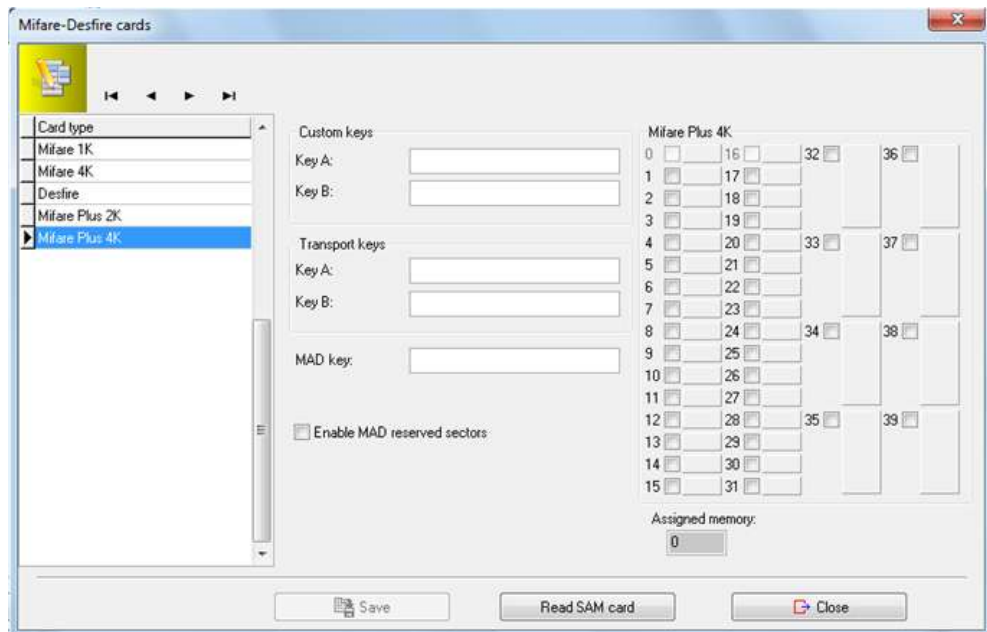 Mifare-Desfire cards
Card type
Mifare 1K
Mifare 4K
Desfire
Mifare Plus 2K
Mifare Plus 4K
Custom keys
Key A:
Key B:
Transport keys
Key A:
Key B:
MAD key:
Enable MAD reserved sectors
Mifare Plus 4K
0 16 32 36
1 17
2 18
3 19
4 20 33 37
5 21
6 22
7 23
8 24 34 38
9 25
10 26
11 27
12 28 35 39
13 29
14 30
15 31
Assigned memory:
0
Save Read SAM card Close